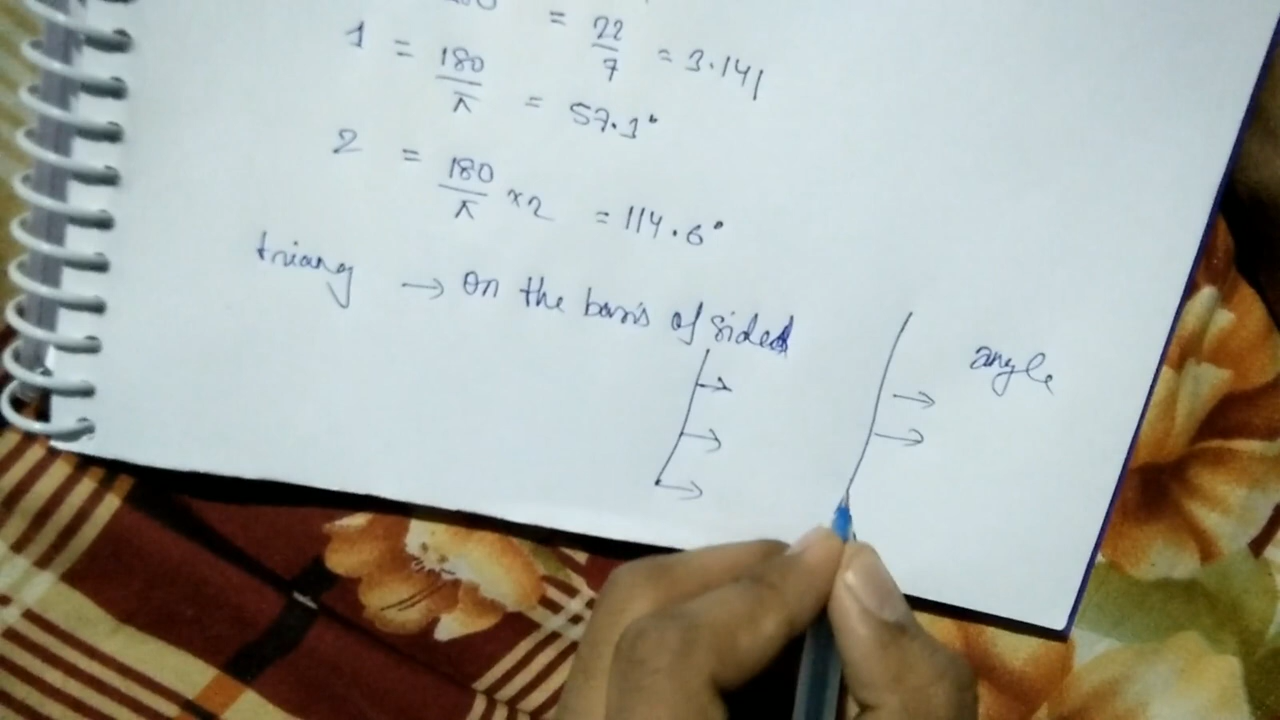 = 22/7 = 3.141
1 = 180/π = 57.1°
2 = 180/π ×2 = 114.6°
triang → on the basis of sided
angle